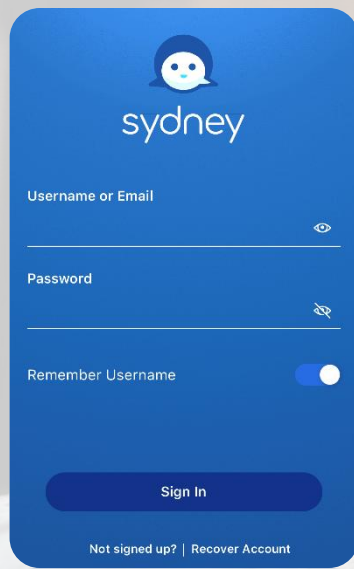 sydney
Username or Email
Password
Remember Username
Sign In
Not signed up? | Recover Account